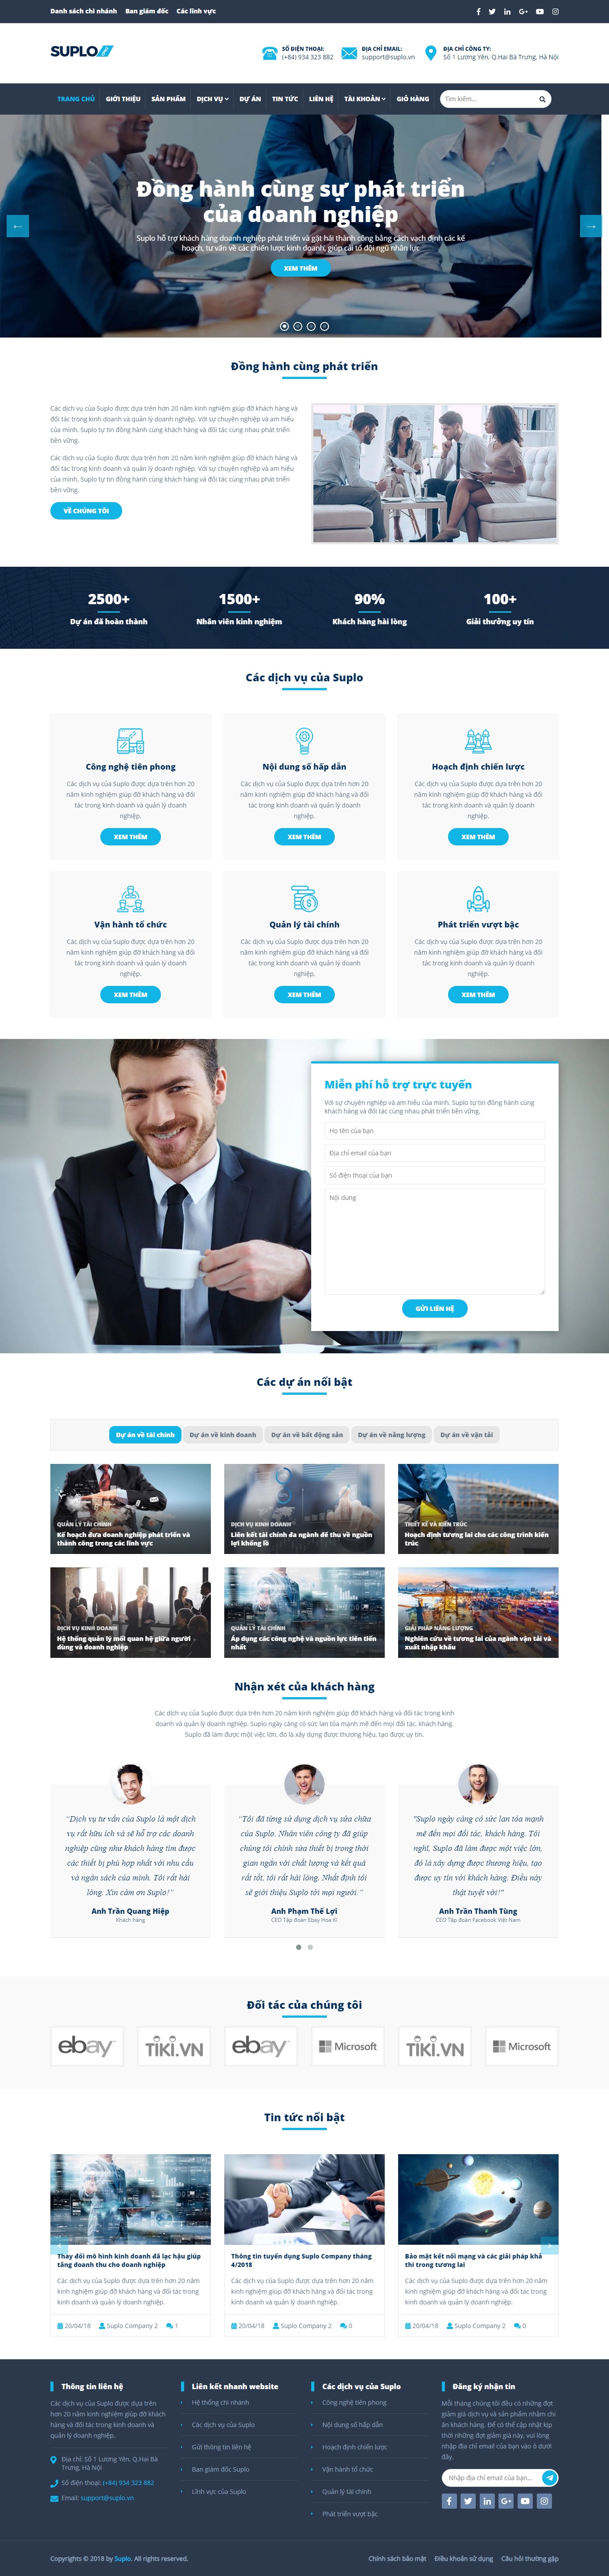 Danh sách chi nhánh Ban giám đốc Các lĩnh vực
SUPLO
SỐ ĐIỆN THOẠI:
(+84) 934 323 882
ĐỊA CHỈ EMAIL:
support@suplo.vn
ĐỊA CHỈ CÔNG TY:
Số 1 Lương Yên, Q.Hai Bà Trưng, Hà Nội
TRANG CHỦ GIỚI THIỆU SẢN PHẨM DỊCH VỤ DỰ ÁN TIN TỨC LIÊN HỆ TÀI KHOẢN GIỎ HÀNG Tìm kiếm...
Đồng hành cùng sự phát triển
của doanh nghiệp
Suplo hỗ trợ khách hàng doanh nghiệp phát triển và gặt hái thành công bằng cách vạch định các kế
hoạch, tư vấn về các chiến lược kinh doanh, giúp cải tổ đội ngũ nhân lực
XEM THÊM
Đồng hành cùng phát triển
Các dịch vụ của Suplo được dựa trên hơn 20 năm kinh nghiệm giúp đỡ khách hàng và
đối tác trong kinh doanh và quản lý doanh nghiệp. Với sự chuyên nghiệp và am hiểu
của mình, Suplo tự tin đồng hành cùng khách hàng và đối tác cùng nhau phát triển
bền vững.
Các dịch vụ của Suplo được dựa trên hơn 20 năm kinh nghiệm giúp đỡ khách hàng và
đối tác trong kinh doanh và quản lý doanh nghiệp. Với sự chuyên nghiệp và am hiểu
của mình, Suplo tự tin đồng hành cùng khách hàng và đối tác cùng nhau phát triển
bền vững.
VỀ CHÚNG TÔI
2500+
Dự án đã hoàn thành
1500+
Nhân viên kinh nghiệm
90%
Khách hàng hài lòng
100+
Giải thưởng uy tín
Các dịch vụ của Suplo
Công nghệ tiên phong
Các dịch vụ của Suplo được dựa trên hơn 20
năm kinh nghiệm giúp đỡ khách hàng và đối
tác trong kinh doanh và quản lý doanh
nghiệp.
XEM THÊM
Nội dung số hấp dẫn
Các dịch vụ của Suplo được dựa trên hơn 20
năm kinh nghiệm giúp đỡ khách hàng và đối
tác trong kinh doanh và quản lý doanh
nghiệp.
XEM THÊM
Hoạch định chiến lược
Các dịch vụ của Suplo được dựa trên hơn 20
năm kinh nghiệm giúp đỡ khách hàng và đối
tác trong kinh doanh và quản lý doanh
nghiệp.
XEM THÊM
Vận hành tổ chức
Các dịch vụ của Suplo được dựa trên hơn 20
năm kinh nghiệm giúp đỡ khách hàng và đối
tác trong kinh doanh và quản lý doanh
nghiệp.
XEM THÊM
Quản lý tài chính
Các dịch vụ của Suplo được dựa trên hơn 20
năm kinh nghiệm giúp đỡ khách hàng và đối
tác trong kinh doanh và quản lý doanh
nghiệp.
XEM THÊM
Phát triển vượt bậc
Các dịch vụ của Suplo được dựa trên hơn 20
năm kinh nghiệm giúp đỡ khách hàng và đối
tác trong kinh doanh và quản lý doanh
nghiệp.
XEM THÊM
Miễn phí hỗ trợ trực tuyến
Với sự chuyên nghiệp và am hiểu của mình, Suplo tự tin đồng hành cùng
khách hàng và đối tác cùng nhau phát triển bền vững.
Họ tên của bạn
Địa chỉ email của bạn
Số điện thoại của bạn
Nội dung
GỬI LIÊN HỆ
Các dự án nổi bật
Dự án về tài chính Dự án về kinh doanh Dự án về bất động sản Dự án về năng lượng Dự án về vận tải
QUẢN LÝ TÀI CHÍNH
Kế hoạch đưa doanh nghiệp phát triển và
thành công trong các lĩnh vực
DỊCH VỤ KINH DOANH
Liên kết tài chính đa ngành để thu về nguồn
lợi khổng lồ
THIẾT KẾ VÀ KIẾN TRÚC
Hoạch định tương lai cho các công trình kiến
trúc
DỊCH VỤ KINH DOANH
Hệ thống quản lý mối quan hệ giữa người
dùng và doanh nghiệp
QUẢN LÝ TÀI CHÍNH
Áp dụng các công nghệ và nguồn lực tiên tiến
nhất
GIẢI PHÁP NĂNG LƯỢNG
Nghiên cứu về tương lai của ngành vận tải và
xuất nhập khẩu
Nhận xét của khách hàng
Các dịch vụ của Suplo được dựa trên hơn 20 năm kinh nghiệm giúp đỡ khách hàng và đối tác trong kinh
doanh và quản lý doanh nghiệp. Suplo ngày càng có sức lan tỏa mạnh mẽ đến mọi đối tác, khách hàng.
Suplo đã làm được một việc lớn, đó là xây dựng được thương hiệu, tạo được uy tín.
"Dịch vụ tư vấn của Suplo là một dịch
vụ rất hữu ích và sẽ hỗ trợ các doanh
nghiệp cũng như khách hàng tìm được
các thiết bị phù hợp nhất với nhu cầu
và ngân sách của mình. Tôi rất hài
lòng. Xin cảm ơn Suplo!"
Anh Trần Quang Hiệp
Khách hàng
"Tôi đã từng sử dụng dịch vụ sửa chữa
của Suplo. Nhân viên công ty đã giúp
chúng tôi chỉnh sửa thiết bị trong thời
gian ngắn với chất lượng và kết quả
rất tốt, tôi rất hài lòng. Nhất định tôi
sẽ giới thiệu Suplo tới mọi người."
Anh Phạm Thế Lợi
CEO Tập đoàn Ebay Hoa Kì
"Suplo ngày càng có sức lan tỏa mạnh
mẽ đến mọi đối tác, khách hàng. Tôi
nghĩ, Suplo đã làm được một việc lớn,
đó là xây dựng được thương hiệu, tạo
được uy tín với khách hàng. Điều này
thật tuyệt vời!"
Anh Trần Thanh Tùng
CEO Tập đoàn Facebook Việt Nam
Đối tác của chúng tôi
ebay TIKI.VN ebay Microsoft TIKI.VN Microsoft
Tin tức nổi bật
Thay đổi mô hình kinh doanh đã lạc hậu giúp
tăng doanh thu cho doanh nghiệp
Các dịch vụ của Suplo được dựa trên hơn 20 năm
kinh nghiệm giúp đỡ khách hàng và đối tác trong
kinh doanh và quản lý doanh nghiệp.
20/04/18 Suplo Company 2 1
Thông tin tuyển dụng Suplo Company tháng
4/2018
Các dịch vụ của Suplo được dựa trên hơn 20 năm
kinh nghiệm giúp đỡ khách hàng và đối tác trong
kinh doanh và quản lý doanh nghiệp.
20/04/18 Suplo Company 2 0
Bảo mật kết nối mạng và các giải pháp khả
thi trong tương lai
Các dịch vụ của Suplo được dựa trên hơn 20 năm
kinh nghiệm giúp đỡ khách hàng và đối tác trong
kinh doanh và quản lý doanh nghiệp.
20/04/18 Suplo Company 2 0
Thông tin liên hệ
Các dịch vụ của Suplo được dựa trên
hơn 20 năm kinh nghiệm giúp đỡ khách
hàng và đối tác trong kinh doanh và
quản lý doanh nghiệp.
Địa chỉ: Số 1 Lương Yên, Q.Hai Bà
Trưng, Hà Nội
Số điện thoại: (+84) 934 323 882
Email: support@suplo.vn
Liên kết nhanh website
Hệ thống chi nhánh
Các dịch vụ của Suplo
Gửi thông tin liên hệ
Ban giám đốc Suplo
Lĩnh vực của Suplo
Các dịch vụ của Suplo
Công nghệ tiên phong
Nội dung số hấp dẫn
Hoạch định chiến lược
Vận hành tổ chức
Quản lý tài chính
Phát triển vượt bậc
Đăng ký nhận tin
Mỗi tháng chúng tôi đều có những đợt
giảm giá dịch vụ và sản phẩm nhằm chi
ân khách hàng. Để có thể cập nhật kịp
thời những đợt giảm giá này, vui lòng
nhập địa chỉ email của bạn vào ô dưới
đây.
Nhập địa chỉ email của bạn...
Copyrights © 2018 by Suplo. All rights reserved.
Chính sách bảo mật Điều khoản sử dụng Câu hỏi thường gặp